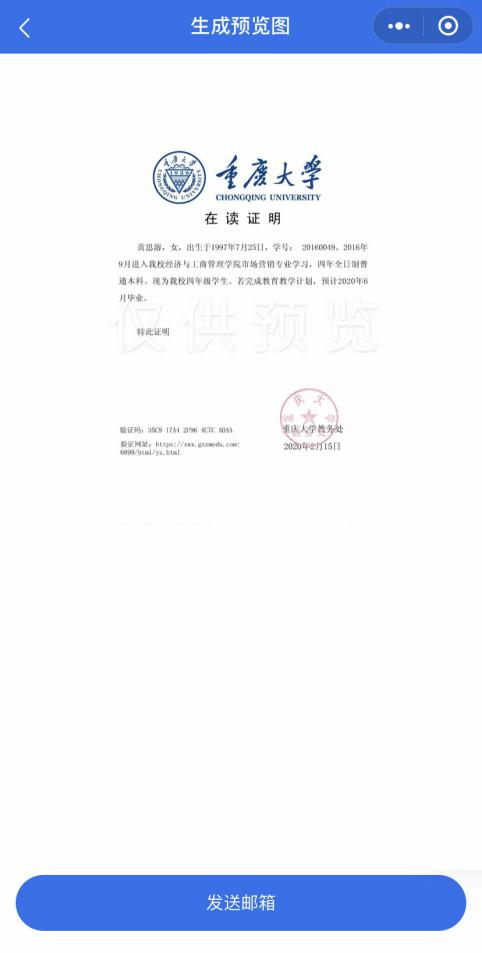 生成预览图
重庆大学
CHONGQING UNIVERSITY
在读证明
黄思溶，女，出生于1997年7月25日，学号： 20160049。2016年
9月进入我校经济与工商管理学院市场营销专业学习，四年全日制普
通本科。现为我校四年级学生。若完成教育教学计划，预计2020年6
月毕业。
仅供预览
特此证明
重庆大学教务处
验证码：35C9 17A4 2F96 4C7C A04A
验证网址：https://xwx.gzzmedu.com:
2020年2月15日
6899/html/yz.html
发送邮箱